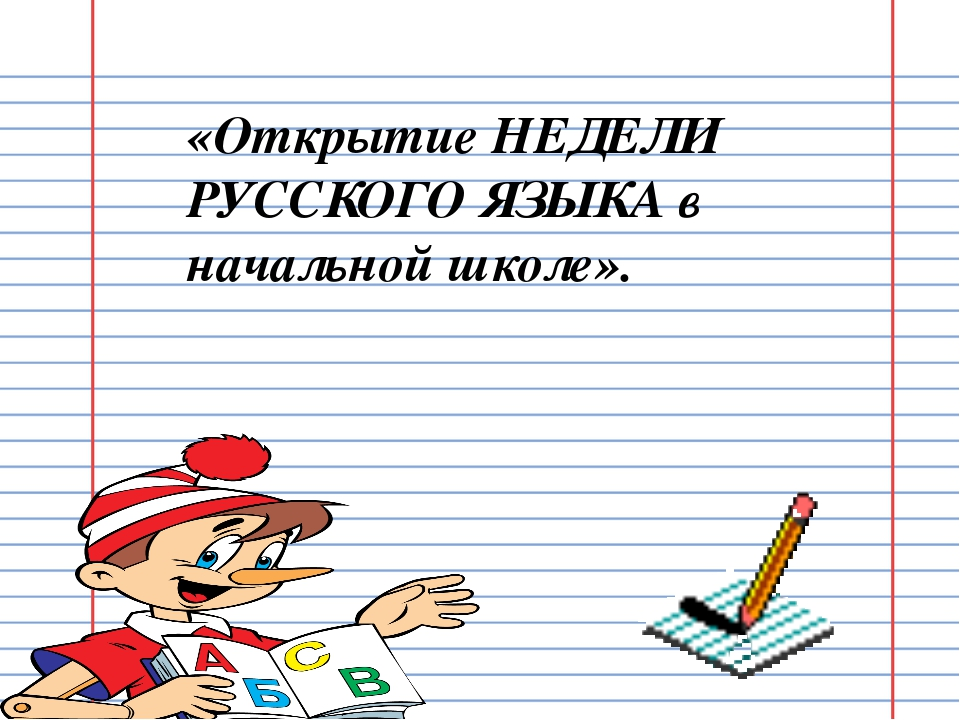 «Открытие НЕДЕЛИ
РУССКОГО ЯЗЫКА в
начальной школе».
А С
Б В